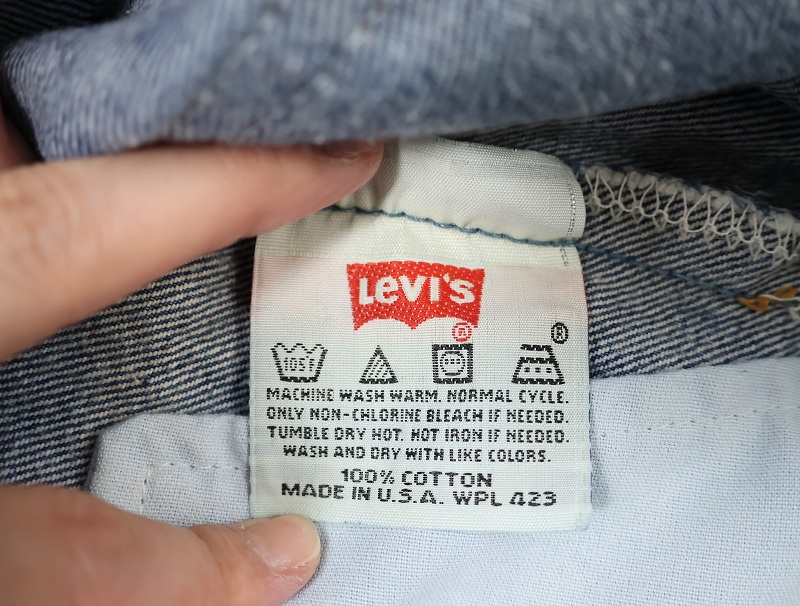 LEVI'S
®
105T ®
MACHINE WASH WARM. NORMAL CYCLE.
ONLY NON-CHLORINE BLEACH IF NEEDED.
TUMBLE DRY HOT. HOT IRON IF NEEDED.
WASH AND DRY WITH LIKE COLORS.
100% COTTON
MADE IN U.S.A. WPL 423